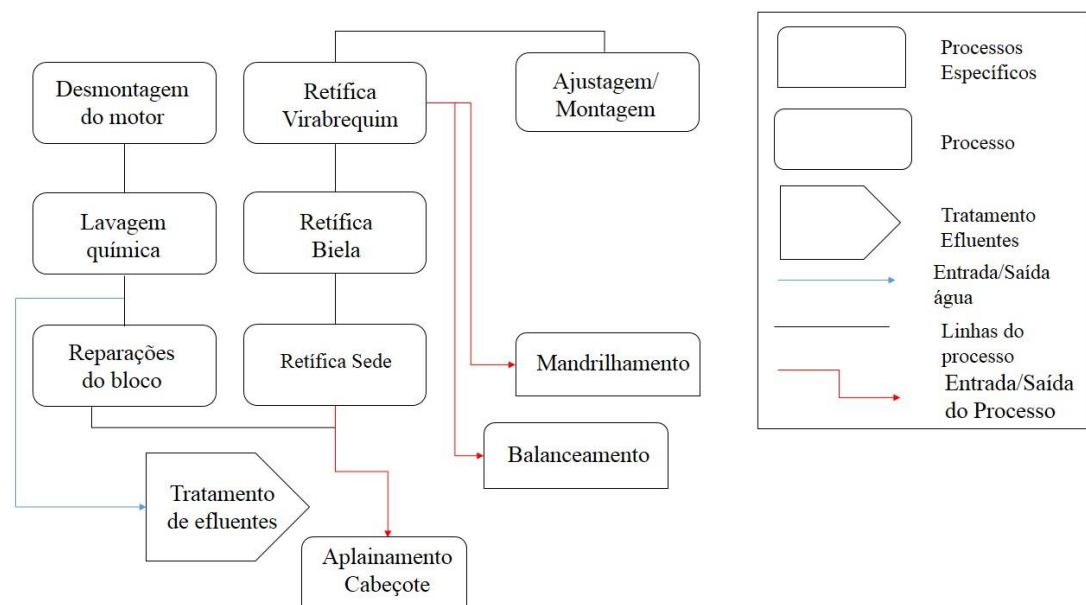 Desmontagem
do motor
Retífica
Virabrequim
Ajustagem/
Montagem
Lavagem
química
Retífica
Biela
Reparações
do bloco
Retífica Sede
Mandrilhamento
Balanceamento
Tratamento
de efluentes
Aplainamento
Cabeçote
Processos
Específicos
Processo
Tratamento
Efluentes
Entrada/Saída
água
Linhas do
processo
Entrada/Saída
do Processo